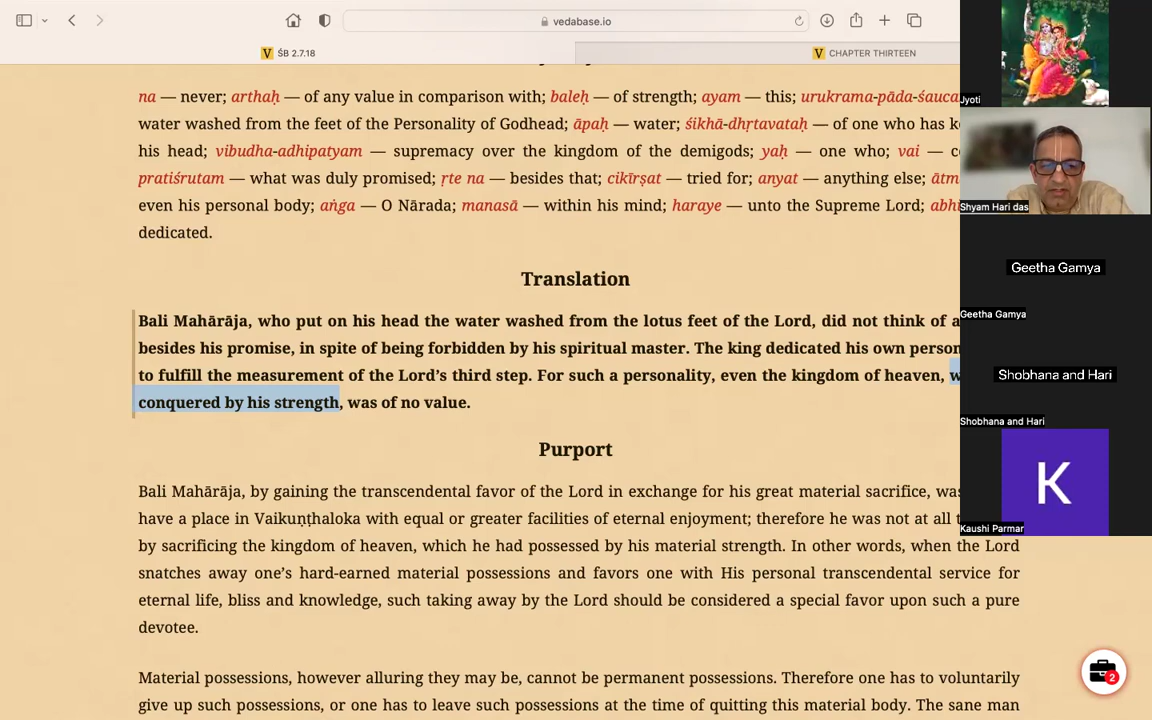 vedabase.io
V ŚB 2.7.18
V CHAPTER THIRTEEN
na — never; arthaḥ — of any value in comparison with; baleḥ — of strength; ayam — this; urukrama-pāda-śauca
water washed from the feet of the Personality of Godhead; āpaḥ — water; śikhā-dhṛtavataḥ — of one who has
his head; vibudha-adhipatyam — supremacy over the kingdom of the demigods; yaḥ — one who; vai —
pratiśrutam — what was duly promised; ṛte na — besides that; cikīrṣat — tried for; anyat — anything else;
even his personal body; aṅga — O Nārada; manasā — within his mind; haraye — unto the Supreme Lord;
dedicated.
Translation
Bali Mahārāja, who put on his head the water washed from the lotus feet of the Lord, did not think of
besides his promise, in spite of being forbidden by his spiritual master. The king dedicated his own
to fulfill the measurement of the Lord’s third step. For such a personality, even the kingdom of heaven,
conquered by his strength, was of no value.
Purport
Bali Mahārāja, by gaining the transcendental favor of the Lord in exchange for his great material sacrifice,
have a place in Vaikuṇṭhaloka with equal or greater facilities of eternal enjoyment; therefore he was not at all
by sacrificing the kingdom of heaven, which he had possessed by his material strength. In other words, when the Lord
snatches away one’s hard-earned material possessions and favors one with His personal transcendental service for
eternal life, bliss and knowledge, such taking away by the Lord should be considered a special favor upon such a pure
devotee.
Material possessions, however alluring they may be, cannot be permanent possessions. Therefore one has to voluntarily
give up such possessions, or one has to leave such possessions at the time of quitting this material body. The sane man
Jyoti
Shyam Hari das
Geetha Gamya
Geetha Gamya
Shobhana and Hari
Shobhana and Hari
K
Kaushi Parmar
2